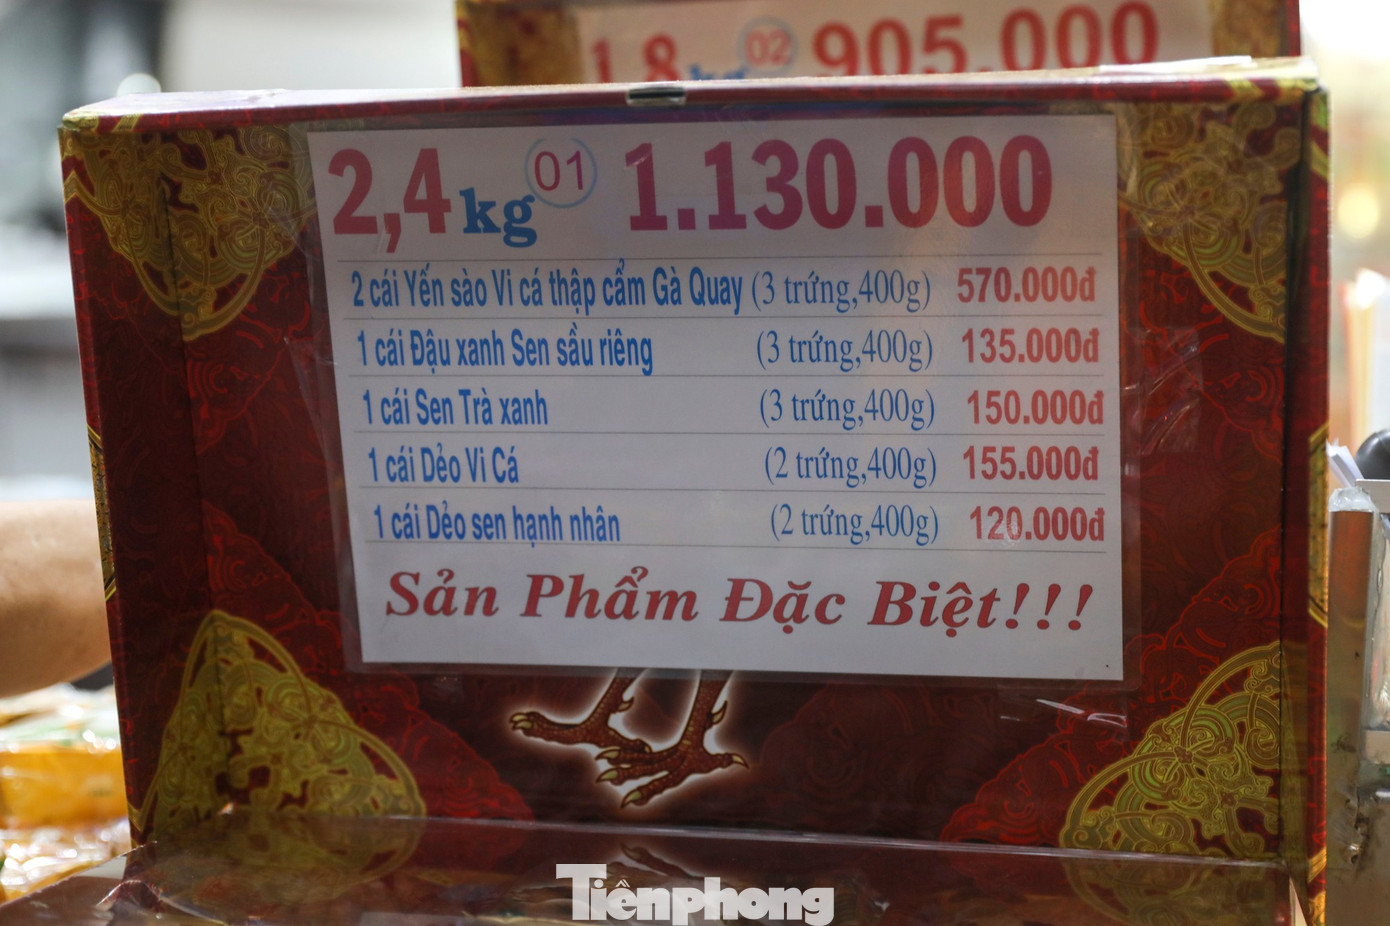 1,8 kg 02 905.000
2,4 kg 01 1.130.000
2 cái Yến sào Vi cá thập cẩm Gà Quay (3 trứng,400g) 570.000đ
1 cái Đậu xanh Sen sầu riêng (3 trứng,400g) 135.000đ
1 cái Sen Trà xanh (3 trứng,400g) 150.000đ
1 cái Dẻo Vi Cá (2 trứng,400g) 155.000đ
1 cái Dẻo sen hạnh nhân (2 trứng,400g) 120.000đ
Sản Phẩm Đặc Biệt!!!
Tiênphong